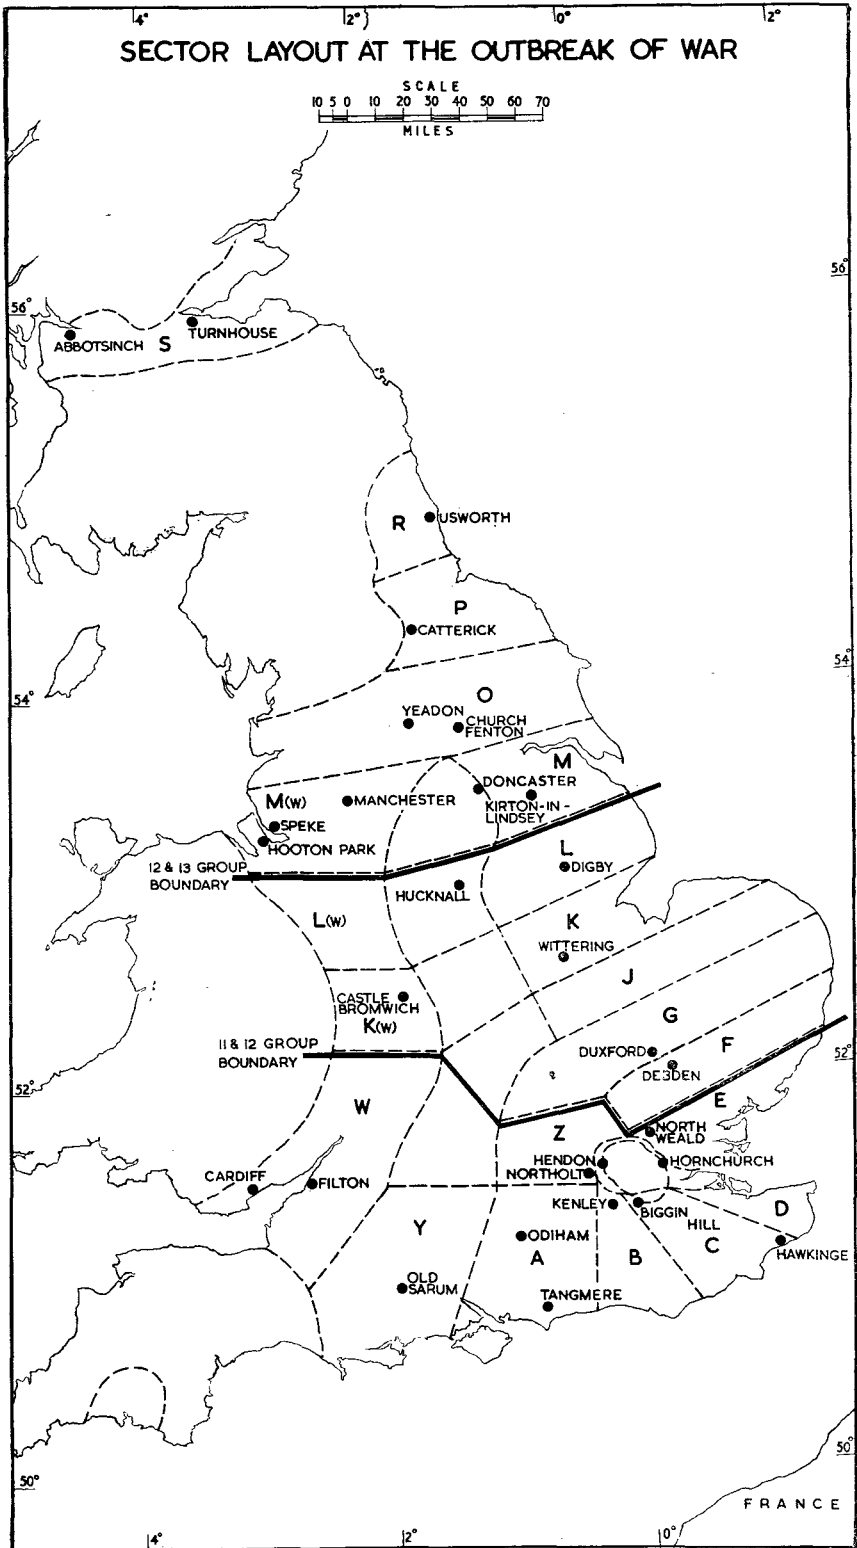 4° 2° 0° 2°
SECTOR LAYOUT AT THE OUTBREAK OF WAR
SCALE
10 5 0 10 20 30 40 50 60 70
MILES
56°
56°
ABBOTSINCH
S
TURNHOUSE
R
USWORTH
P
CATTERICK
54°
54°
O
YEADON
CHURCH
FENTON
M
DONCASTER
M(W)
MANCHESTER
KIRTON-IN-
LINDSEY
SPEKE
HOOTON PARK
L
12 & 13 GROUP
BOUNDARY
DIGBY
HUCKNALL
L(W)
K
WITTERING
J
CASTLE
BROMWICH
K(W)
G
11 & 12 GROUP
BOUNDARY
DUXFORD
F
52°
DEBDEN
52°
E
W
Z
NORTH
WEALD
HENDON
HORNCHURCH
NORTHOLT
CARDIFF
FILTON
KENLEY
BIGGIN
HILL
D
Y
ODIHAM
A
B
C
HAWKINGE
OLD
SARUM
TANGMERE
50°
50°
FRANCE
4° 2° 0°